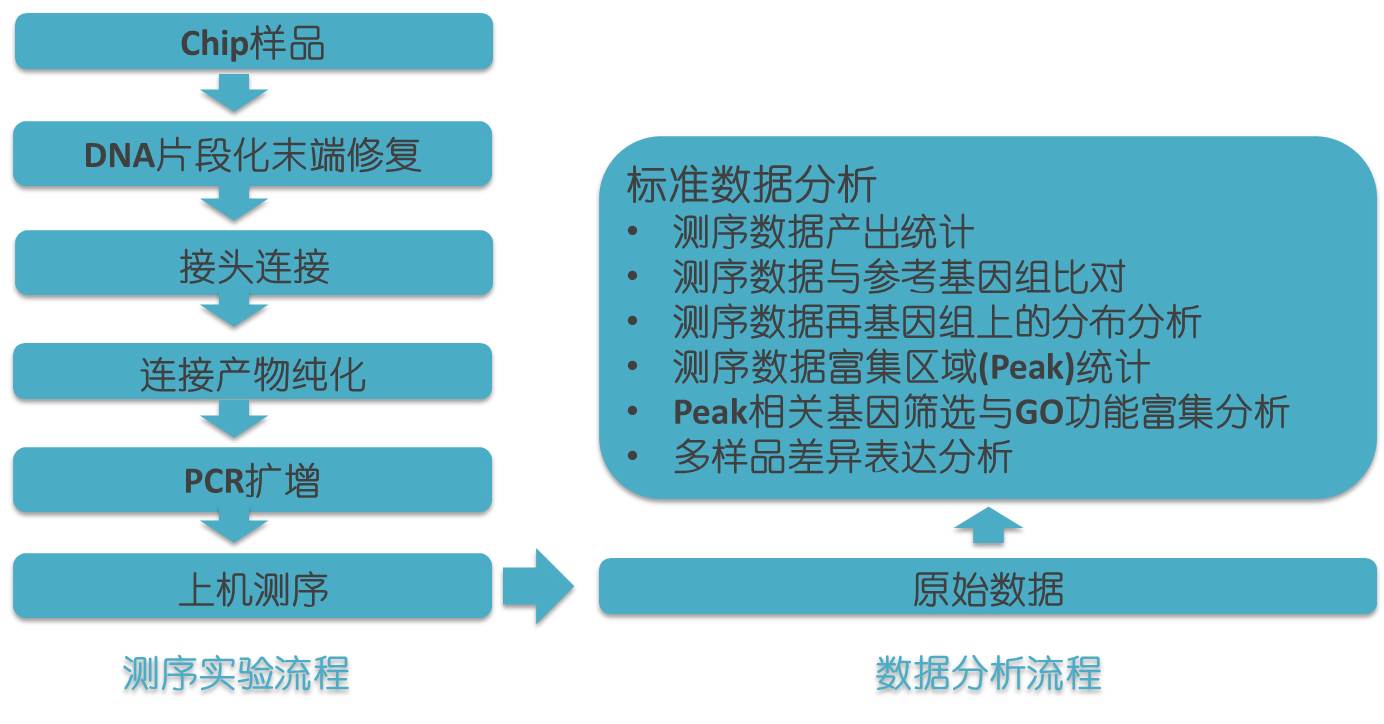 Chip样品
DNA片段化末端修复
接头连接
连接产物纯化
PCR扩增
上机测序
测序实验流程
标准数据分析
• 测序数据产出统计
• 测序数据与参考基因组比对
• 测序数据再基因组上的分布分析
• 测序数据富集区域(Peak)统计
• Peak相关基因筛选与GO功能富集分析
• 多样品差异表达分析
原始数据
数据分析流程